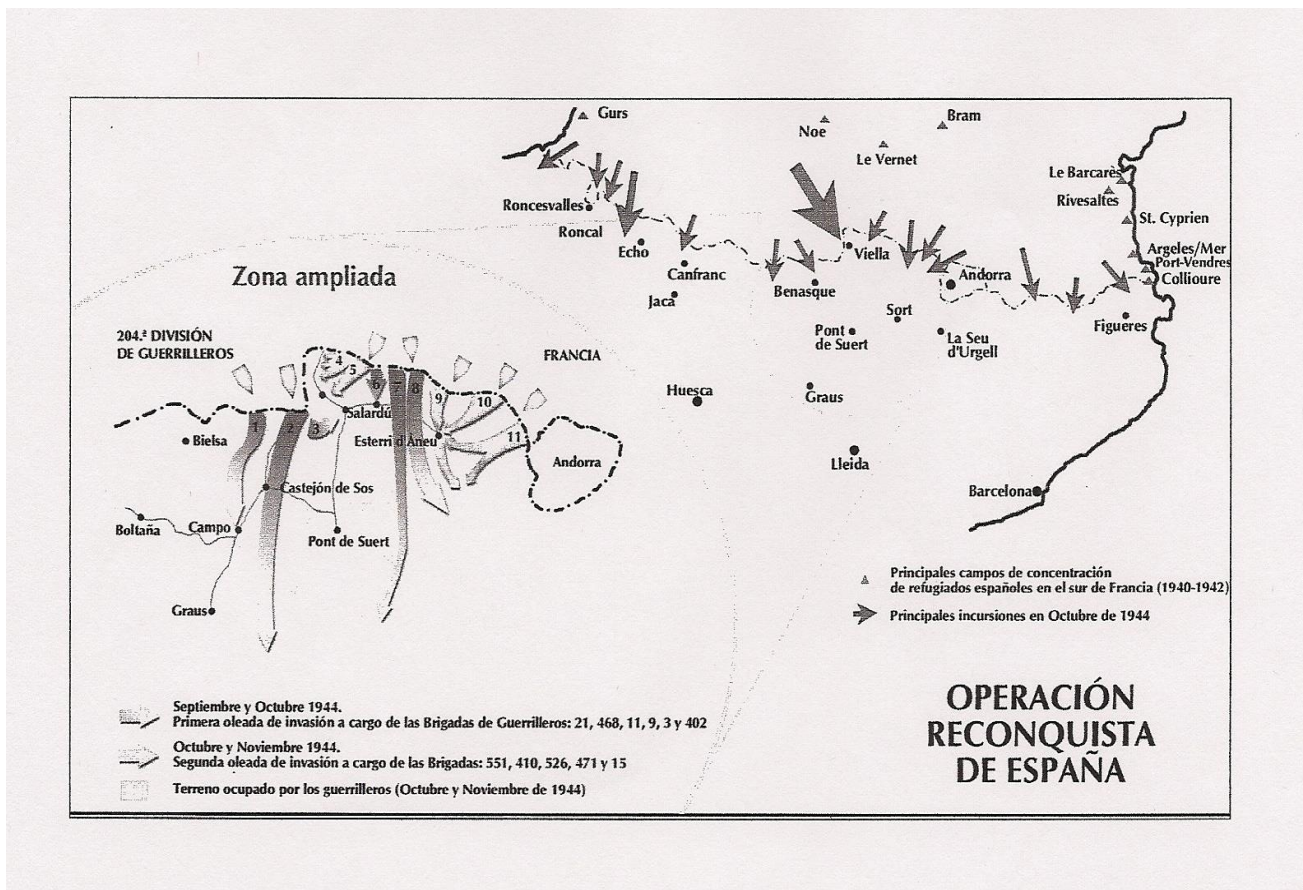 Gurs
Noe
Bram
Le Vernet
Le Barcarès
Rivesaltes
St. Cyprien
Argeles/Mer
Port-Vendres
Collioure
Roncesvalles
Roncal
Echo
Canfranc
Jaca
Benasque
Viella
Andorra
Sort
Pont
de Suert
La Seu
d'Urgell
Figueres
Huesca
Graus
Lleida
Barcelona
Zona ampliada
204.ª DIVISIÓN
DE GUERRILLEROS
FRANCIA
4
5
6
7
8
9
10
11
1
2
3
Salardú
Esterri d'Àneu
Bielsa
Andorra
Castejón de Sos
Boltaña
Campo
Pont de Suert
Graus
Principales campos de concentración
de refugiados españoles en el sur de Francia (1940-1942)
Principales incursiones en Octubre de 1944
Septiembre y Octubre 1944.
Primera oleada de invasión a cargo de las Brigadas de Guerrilleros: 21, 468, 11, 9, 3 y 402
Octubre y Noviembre 1944.
Segunda oleada de invasión a cargo de las Brigadas: 551, 410, 526, 471 y 15
Terreno ocupado por los guerrilleros (Octubre y Noviembre de 1944)
OPERACIÓN
RECONQUISTA
DE ESPAÑA